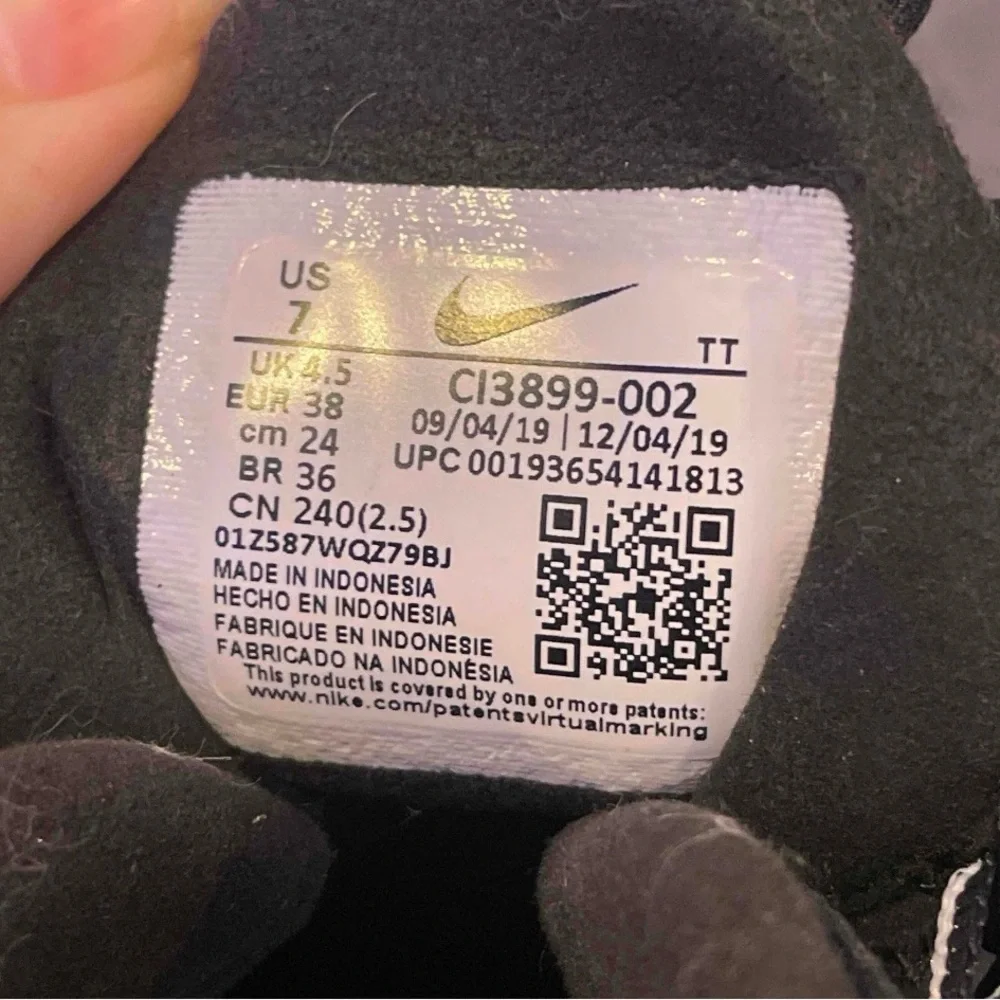 US
7
TT
UK 4.5
EUR 38
cm 24
BR 36
CN 240(2.5)
CI3899-002
09/04/19 | 12/04/19
UPC 00193654141813
01Z587WQZ79BJ
MADE IN INDONESIA
HECHO EN INDONESIA
FABRIQUE EN INDONESIE
FABRICADO NA INDONÉSIA
This product is covered by one or more patents:
www.nike.com/patentsvirtualmarking